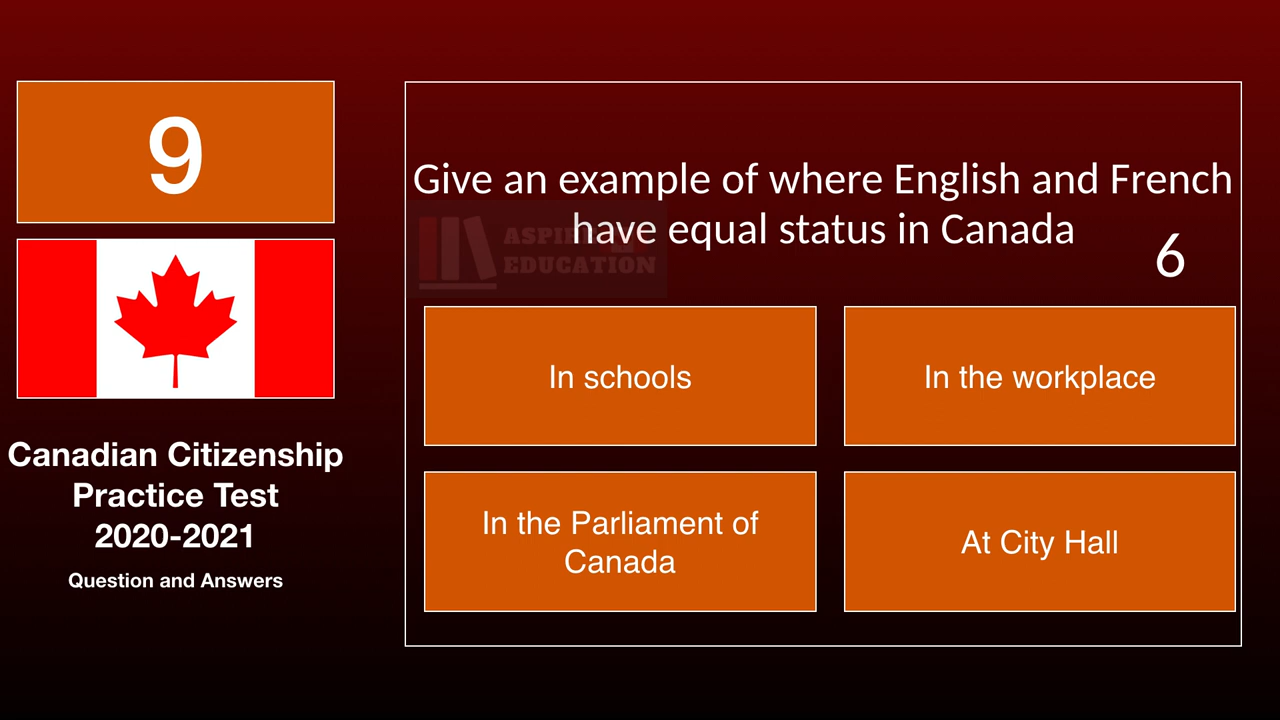 9
Canadian Citizenship
Practice Test
2020-2021
Question and Answers
Give an example of where English and French
have equal status in Canada
6
EDUCATION
In schools
In the workplace
In the Parliament of
Canada
At City Hall